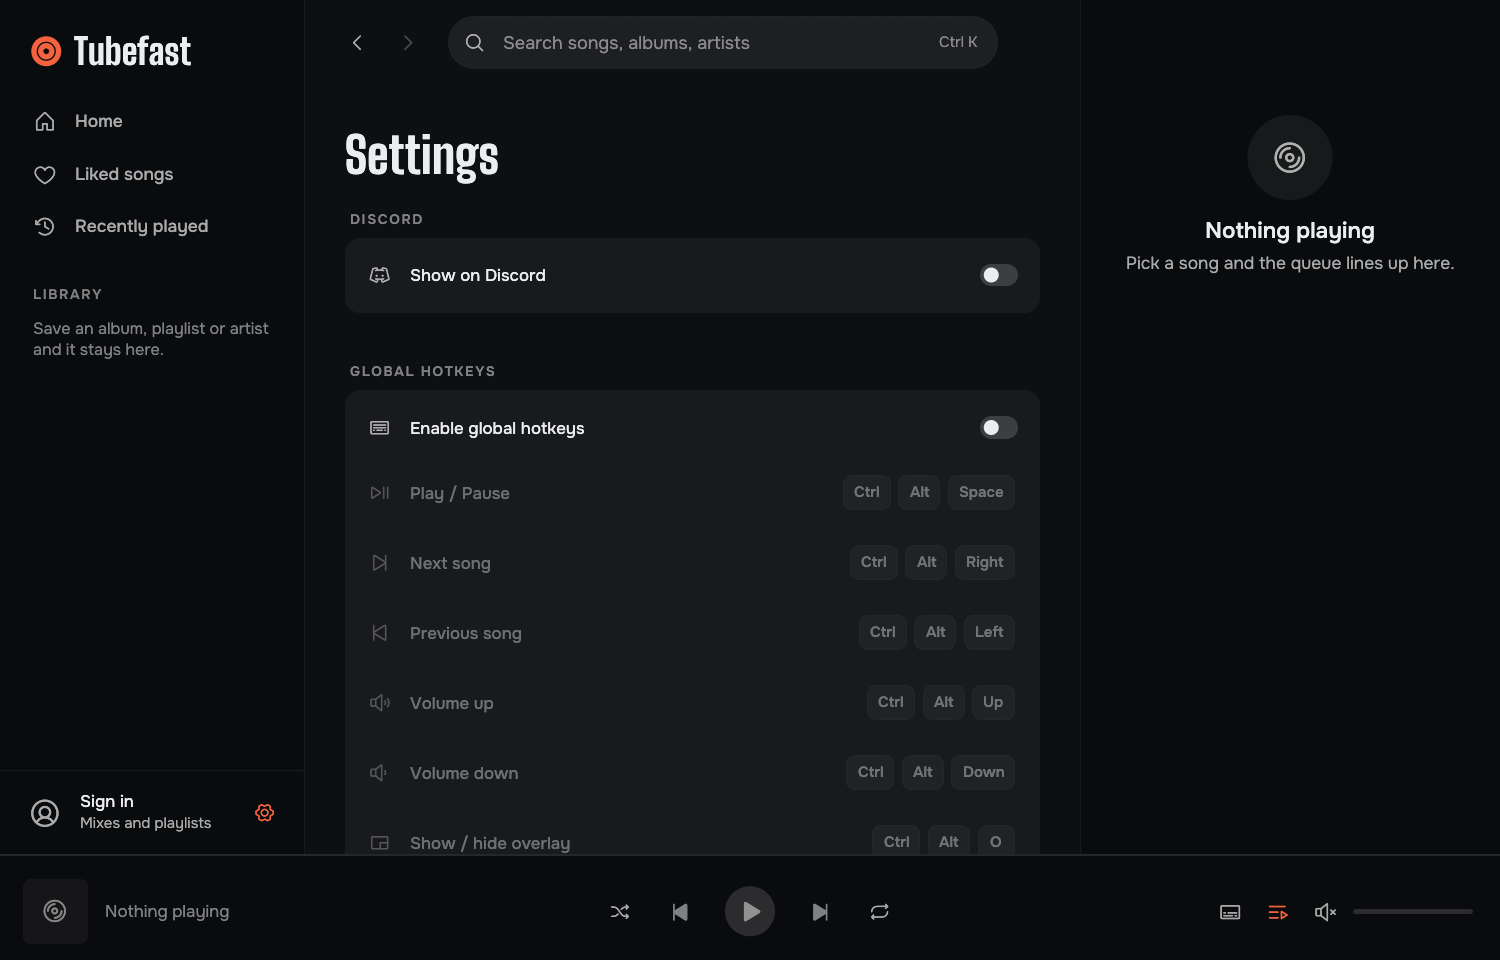 Tubefast
Home
Liked songs
Recently played
LIBRARY
Save an album, playlist or artist
and it stays here.
Sign in
Mixes and playlists
Search songs, albums, artists
Ctrl K
Settings
DISCORD
Show on Discord
GLOBAL HOTKEYS
Enable global hotkeys
Play / Pause Ctrl Alt Space
Next song Ctrl Alt Right
Previous song Ctrl Alt Left
Volume up Ctrl Alt Up
Volume down Ctrl Alt Down
Show / hide overlay Ctrl Alt O
Nothing playing
Pick a song and the queue lines up here.
Nothing playing